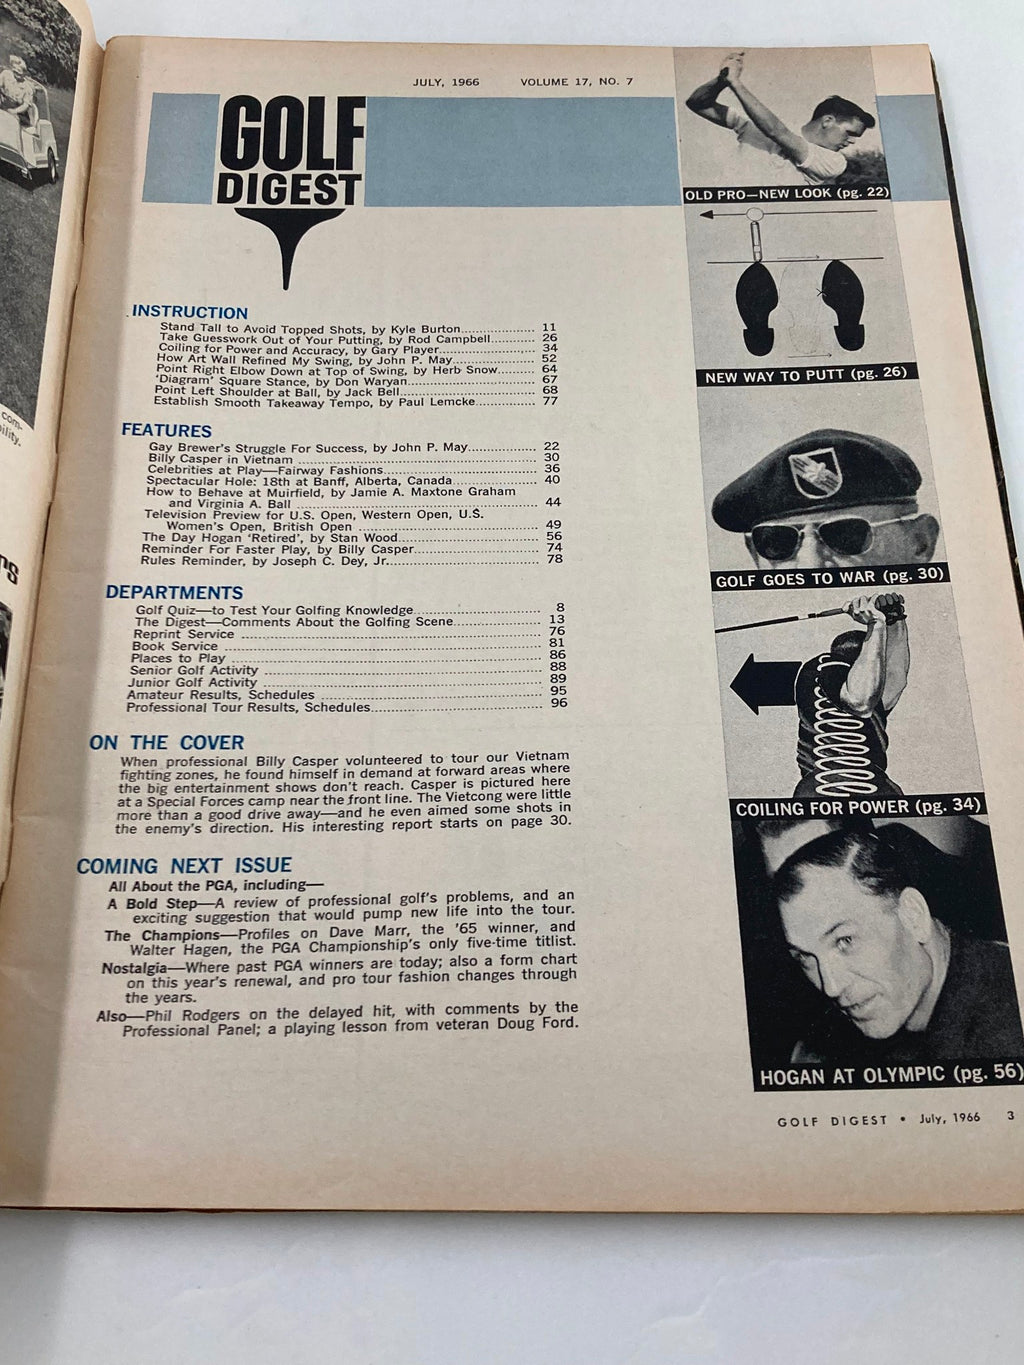 JULY, 1966 VOLUME 17, NO. 7
GOLF
DIGEST
INSTRUCTION
Stand Tall to Avoid Topped Shots, by Kyle Burton.................... 11
Take Guesswork Out of Your Putting, by Rod Campbell............ 26
Coiling for Power and Accuracy, by Gary Player.................... 34
How Art Wall Refined My Swing, by John P. May.................... 52
Point Right Elbow Down at Top of Swing, by Herb Snow.......... 64
'Diagram' Square Stance, by Don Waryan.................... 67
Point Left Shoulder at Ball, by Jack Bell.................... 68
Establish Smooth Takeaway Tempo, by Paul Lemcke.............. 77
FEATURES
Gay Brewer's Struggle For Success, by John P. May.................. 22
Billy Casper in Vietnam .................... 30
Celebrities at Play—Fairway Fashions.................... 36
Spectacular Hole: 18th at Banff, Alberta, Canada.................... 40
How to Behave at Muirfield, by Jamie A. Maxtone Graham
and Virginia A. Ball .................... 44
Television Preview for U.S. Open, Western Open, U.S.
Women's Open, British Open .................... 49
The Day Hogan 'Retired', by Stan Wood.................... 56
Reminder For Faster Play, by Billy Casper.................... 74
Rules Reminder, by Joseph C. Dey, Jr.................... 78
DEPARTMENTS
Golf Quiz—to Test Your Golfing Knowledge.................... 8
The Digest—Comments About the Golfing Scene.................... 13
Reprint Service .................... 76
Book Service .................... 81
Places to Play .................... 86
Senior Golf Activity .................... 88
Junior Golf Activity .................... 89
Amateur Results, Schedules .................... 95
Professional Tour Results, Schedules.................... 96
ON THE COVER
When professional Billy Casper volunteered to tour our Vietnam
fighting zones, he found himself in demand at forward areas where
the big entertainment shows don't reach. Casper is pictured here
at a Special Forces camp near the front line. The Vietcong were little
more than a good drive away—and he even aimed some shots in
the enemy's direction. His interesting report starts on page 30.
COMING NEXT ISSUE
All About the PGA, including—
A Bold Step—A review of professional golf's problems, and an
exciting suggestion that would pump new life into the tour.
The Champions—Profiles on Dave Marr, the '65 winner, and
Walter Hagen, the PGA Championship's only five-time titlist.
Nostalgia—Where past PGA winners are today; also a form chart
on this year's renewal, and pro tour fashion changes through
the years.
Also—Phil Rodgers on the delayed hit, with comments by the
Professional Panel; a playing lesson from veteran Doug Ford.
OLD PRO—NEW LOOK (pg. 22)
NEW WAY TO PUTT (pg. 26)
GOLF GOES TO WAR (pg. 30)
COILING FOR POWER (pg. 34)
HOGAN AT OLYMPIC (pg. 56)
GOLF DIGEST • July, 1966 3